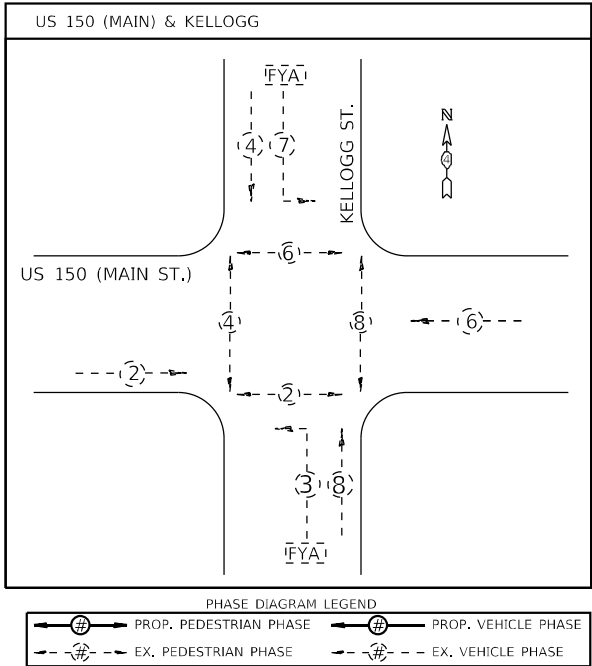 US 150 (MAIN) & KELLOGG
FYA
N
4
7
4
KELLOGG ST.
6
US 150 (MAIN ST.)
4
8
6
2
2
3
8
FYA
PHASE DIAGRAM LEGEND
# PROP. PEDESTRIAN PHASE
# PROP. VEHICLE PHASE
# EX. PEDESTRIAN PHASE
# EX. VEHICLE PHASE